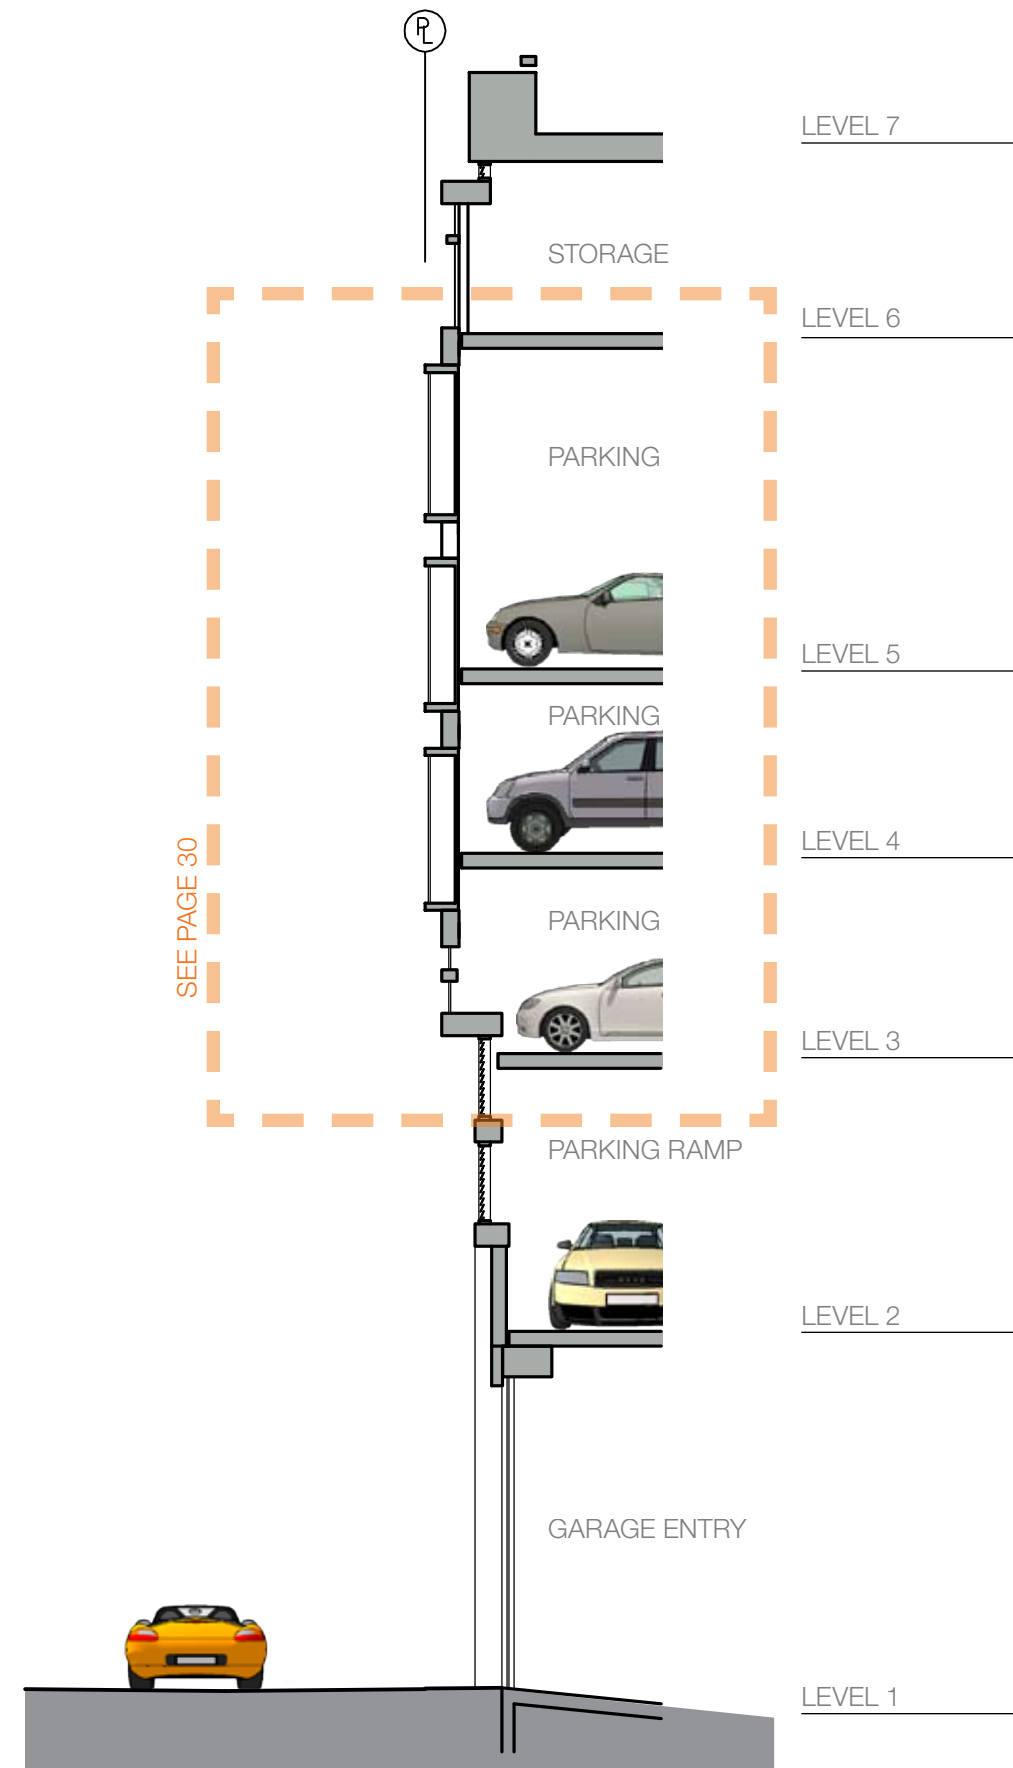 PL
LEVEL 7
STORAGE
LEVEL 6
PARKING
LEVEL 5
PARKING
LEVEL 4
SEE PAGE 30
PARKING
LEVEL 3
PARKING RAMP
LEVEL 2
GARAGE ENTRY
LEVEL 1